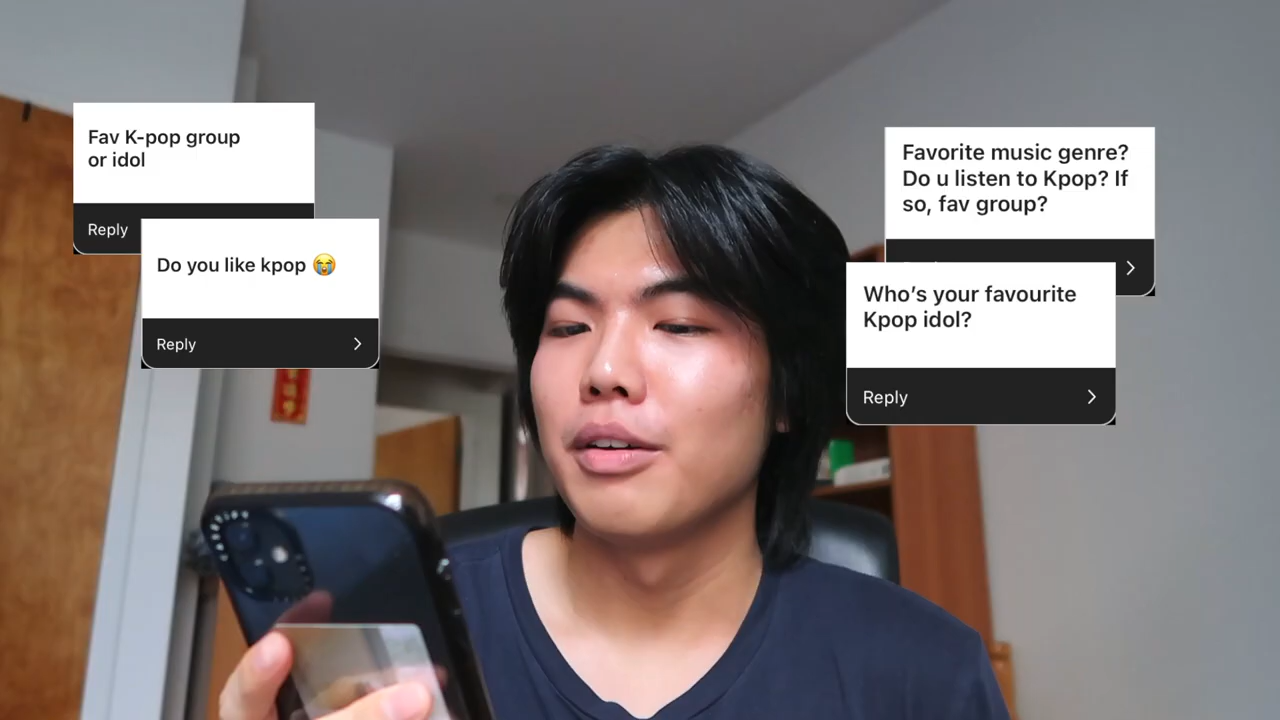 Fav K-pop group
or idol
Reply
Do you like kpop 😭
Reply
Favorite music genre?
Do u listen to Kpop? If
so, fav group?
Who's your favourite
Kpop idol?
Reply